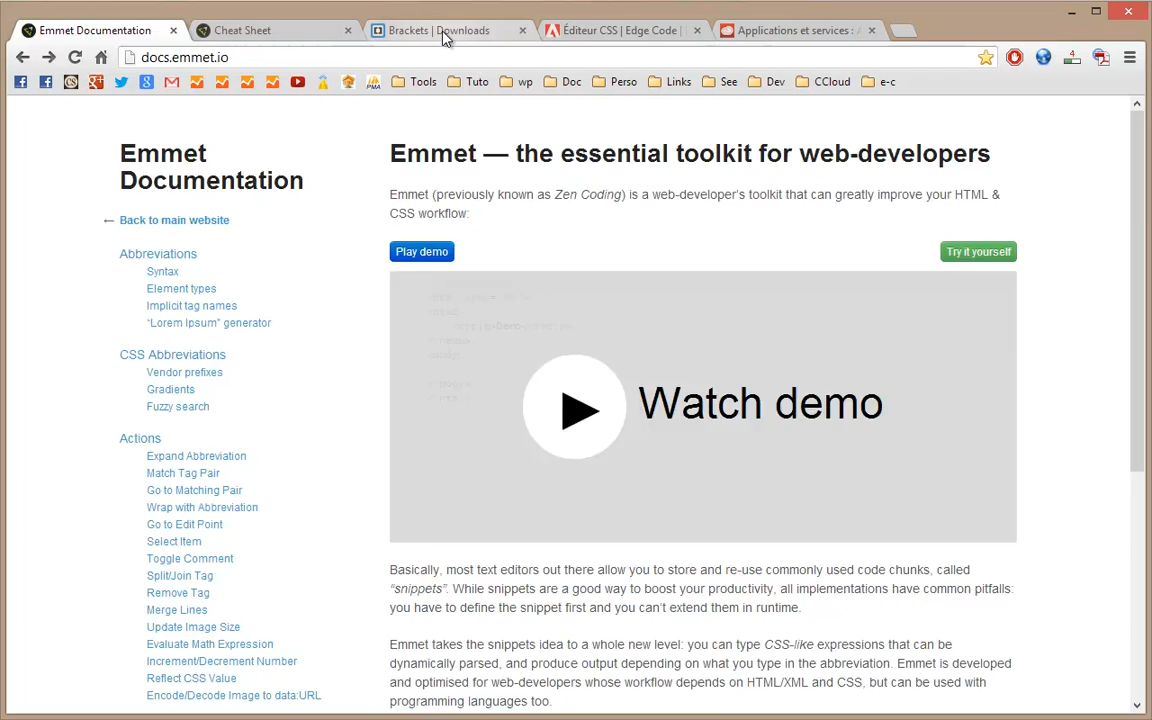 Emmet Documentation
Cheat Sheet
Brackets | Downloads
Éditeur CSS | Edge Code |
Applications et services : A
docs.emmet.io
Tools
Tuto
wp
Doc
Perso
Links
See
Dev
CCloud
e-c
Emmet
Documentation
← Back to main website
Abbreviations
Syntax
Element types
Implicit tag names
“Lorem Ipsum” generator
CSS Abbreviations
Vendor prefixes
Gradients
Fuzzy search
Actions
Expand Abbreviation
Match Tag Pair
Go to Matching Pair
Wrap with Abbreviation
Go to Edit Point
Select Item
Toggle Comment
Split/Join Tag
Remove Tag
Merge Lines
Update Image Size
Evaluate Math Expression
Increment/Decrement Number
Reflect CSS Value
Encode/Decode Image to data:URL
Emmet — the essential toolkit for web-developers
Emmet (previously known as Zen Coding) is a web-developer’s toolkit that can greatly improve your HTML &
CSS workflow:
Play demo
Try it yourself
Watch demo
Basically, most text editors out there allow you to store and re-use commonly used code chunks, called
“snippets”. While snippets are a good way to boost your productivity, all implementations have common pitfalls:
you have to define the snippet first and you can’t extend them in runtime.
Emmet takes the snippets idea to a whole new level: you can type CSS-like expressions that can be
dynamically parsed, and produce output depending on what you type in the abbreviation. Emmet is developed
and optimised for web-developers whose workflow depends on HTML/XML and CSS, but can be used with
programming languages too.